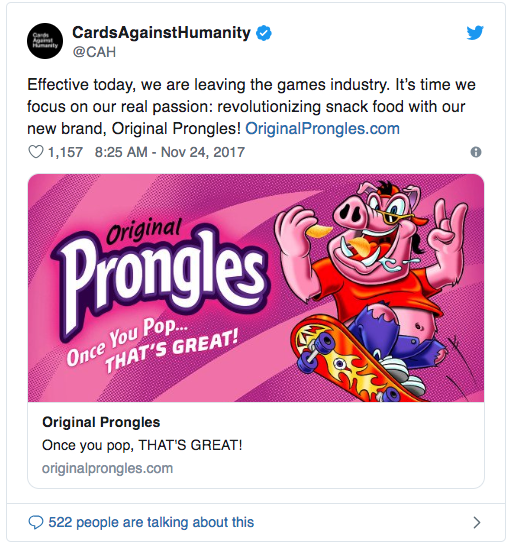 Cards
Against
Humanity
CardsAgainstHumanity
@CAH
Effective today, we are leaving the games industry. It’s time we
focus on our real passion: revolutionizing snack food with our
new brand, Original Prongles! OriginalProngles.com
1,157 8:25 AM - Nov 24, 2017
Original
Prongles
Once You Pop...
THAT'S GREAT!
Original Prongles
Once you pop, THAT'S GREAT!
originalprongles.com
522 people are talking about this